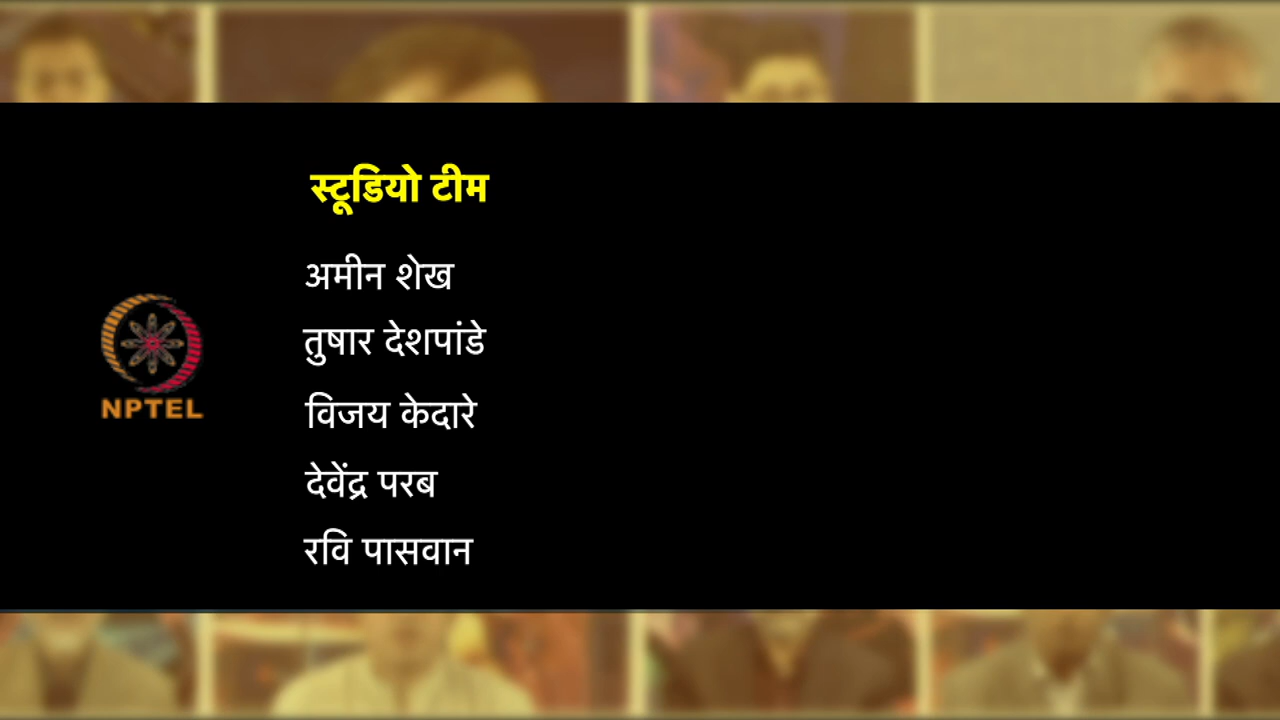 स्टूडियो टीम
अमीन शेख
तुषार देशपांडे
विजय केदारे
देवेंद्र परब
रवि पासवान
NPTEL